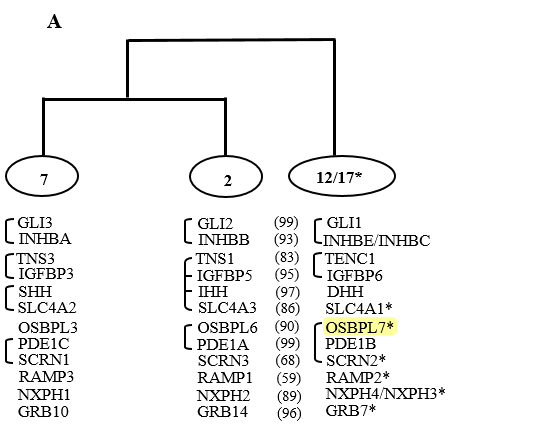 A
7 2 12/17*
GLI3 GLI2 (99) GLI1
INHBA INHBB (93) INHBE/INHBC
TNS3 TNS1 (83) TENC1
IGFBP3 IGFBP5 (95) IGFBP6
SHH IHH (97) DHH
SLC4A2 SLC4A3 (86) SLC4A1*
OSBPL3 OSBPL6 (90) OSBPL7*
PDE1C PDE1A (99) PDE1B
SCRN1 SCRN3 (68) SCRN2*
RAMP3 RAMP1 (59) RAMP2*
NXPH1 NXPH2 (89) NXPH4/NXPH3*
GRB10 GRB14 (96) GRB7*